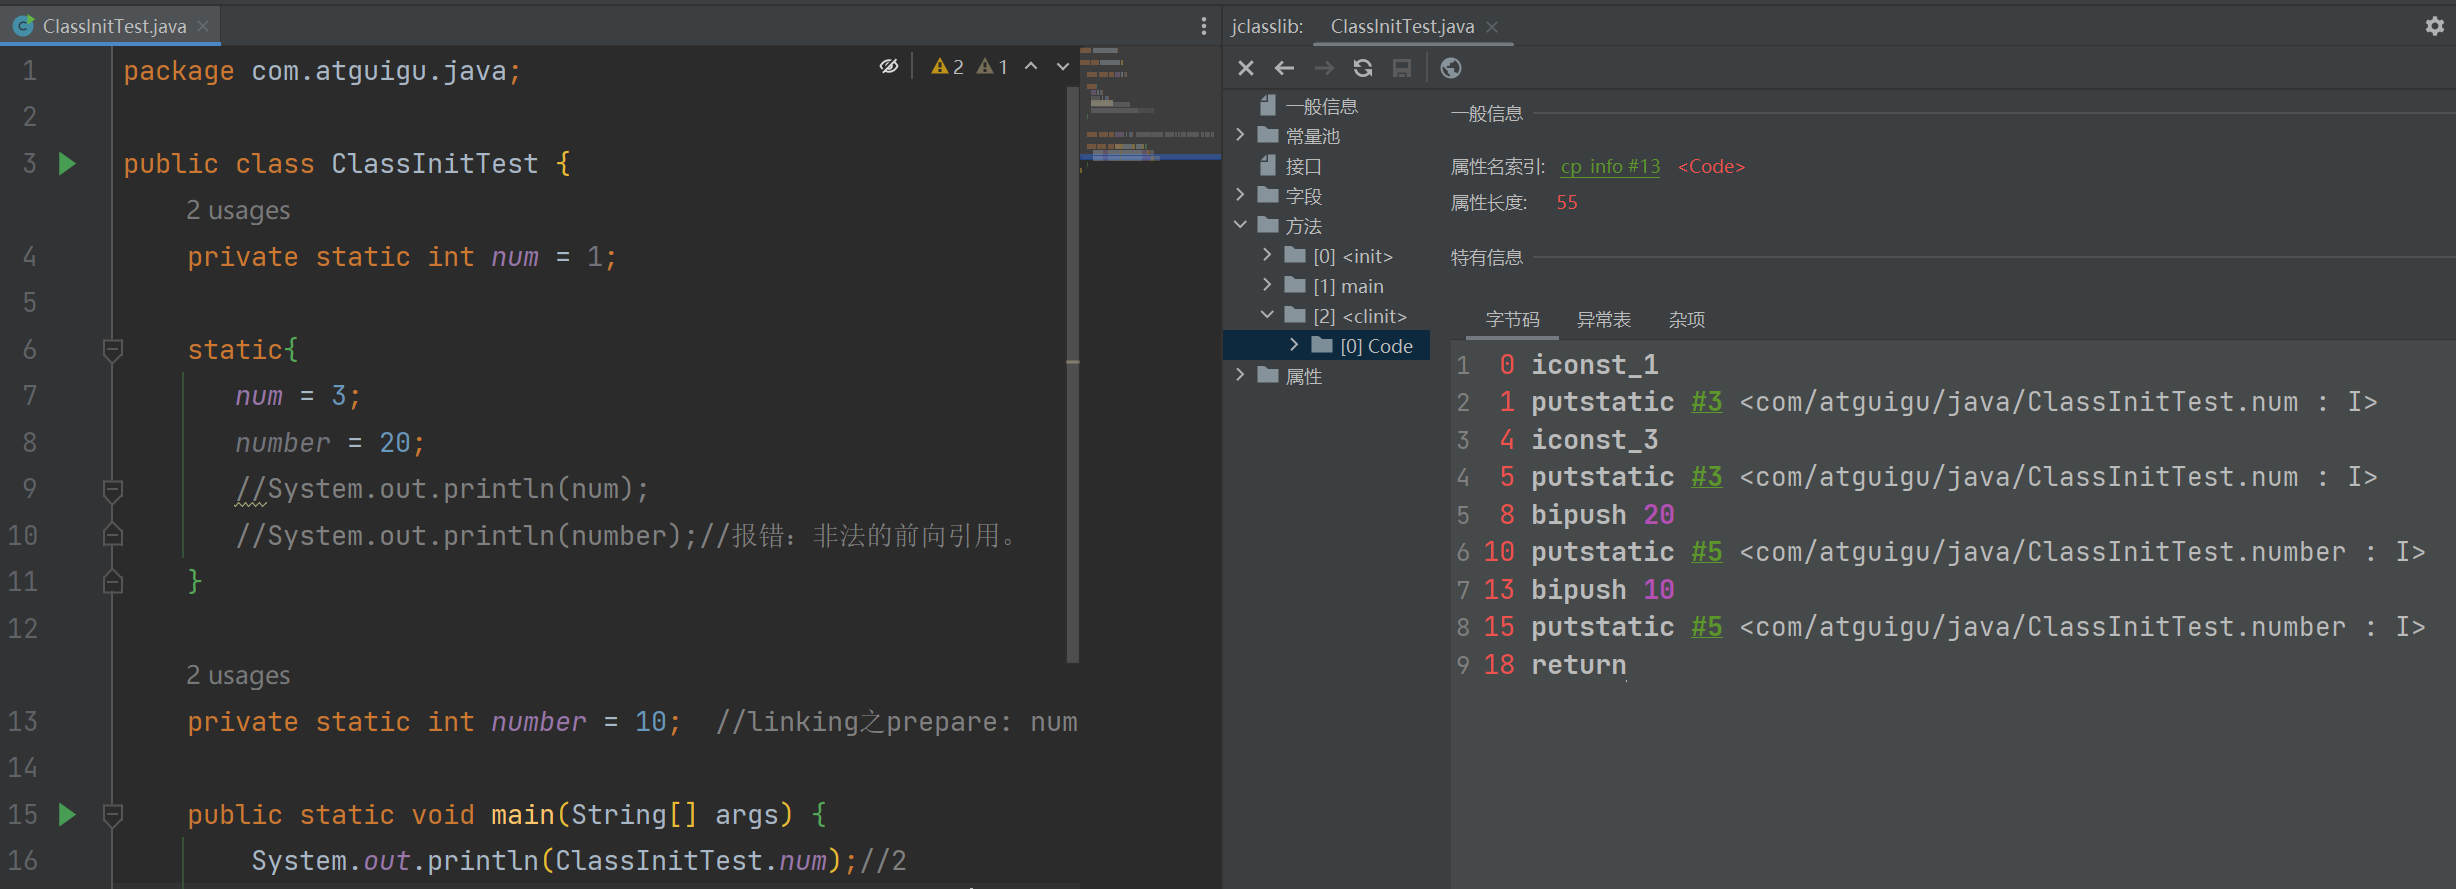 ClassInitTest.java
2 1
1 package com.atguigu.java;
2
3 public class ClassInitTest {
2 usages
4 private static int num = 1;
5
6 static{
7 num = 3;
8 number = 20;
9 //System.out.println(num);
10 //System.out.println(number);//报错：非法的前向引用。
11 }
12
2 usages
13 private static int number = 10; //linking之prepare: num
14
15 public static void main(String[] args) {
16 System.out.println(ClassInitTest.num);//2
jclasslib: ClassInitTest.java
一般信息
常量池
接口
字段
方法
[0] <init>
[1] main
[2] <clinit>
[0] Code
属性
一般信息
属性名索引: cp_info #13 <Code>
属性长度: 55
特有信息
字节码 异常表 杂项
1 0 iconst_1
2 1 putstatic #3 <com/atguigu/java/ClassInitTest.num : I>
3 4 iconst_3
4 5 putstatic #3 <com/atguigu/java/ClassInitTest.num : I>
5 8 bipush 20
6 10 putstatic #5 <com/atguigu/java/ClassInitTest.number : I>
7 13 bipush 10
8 15 putstatic #5 <com/atguigu/java/ClassInitTest.number : I>
9 18 return